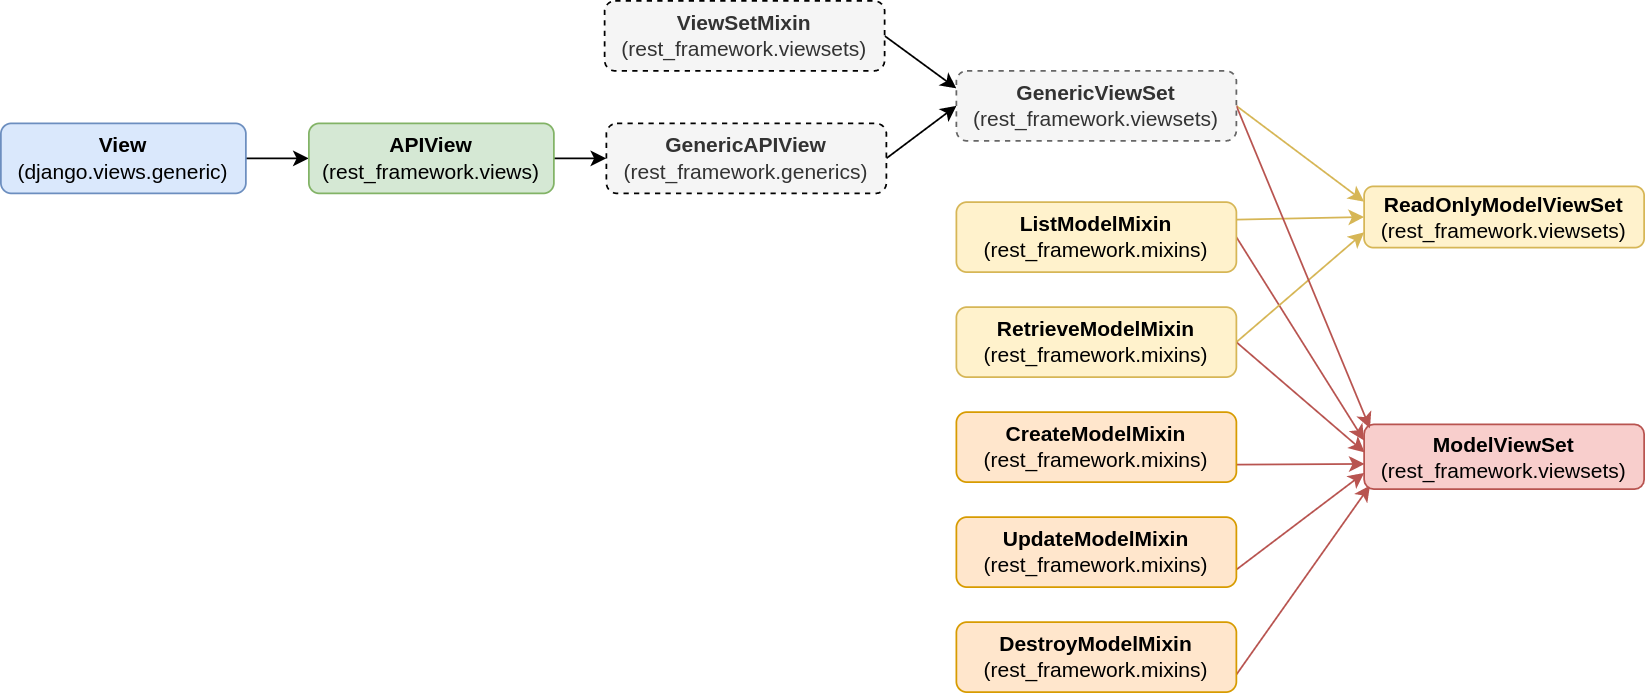 ViewSetMixin
(rest_framework.viewsets)
GenericViewSet
(rest_framework.viewsets)
View
(django.views.generic)
APIView
(rest_framework.views)
GenericAPIView
(rest_framework.generics)
ListModelMixin
(rest_framework.mixins)
ReadOnlyModelViewSet
(rest_framework.viewsets)
RetrieveModelMixin
(rest_framework.mixins)
CreateModelMixin
(rest_framework.mixins)
ModelViewSet
(rest_framework.viewsets)
UpdateModelMixin
(rest_framework.mixins)
DestroyModelMixin
(rest_framework.mixins)